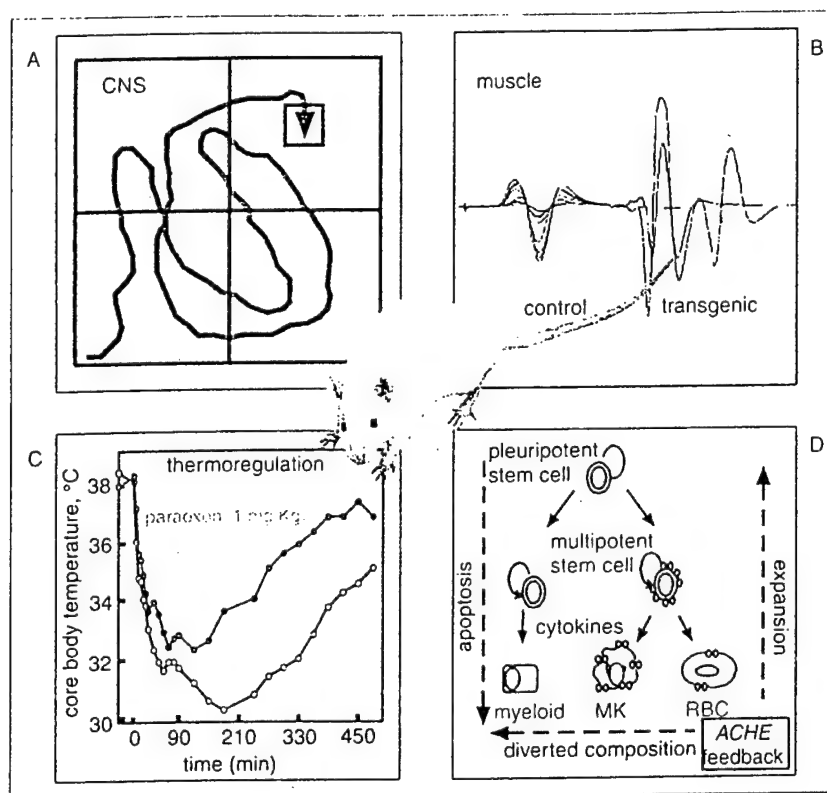 A
CNS
B
muscle
control
transgenic
C
thermoregulation
paraoxon 1 mg Kg
core body temperature, °C
38
36
34
32
30
0 90 210 330 450
time (min)
D
pleuripotent
stem cell
multipotent
stem cell
cytokines
apoptosis
expansion
myeloid MK RBC
diverted composition
ACHE
feedback